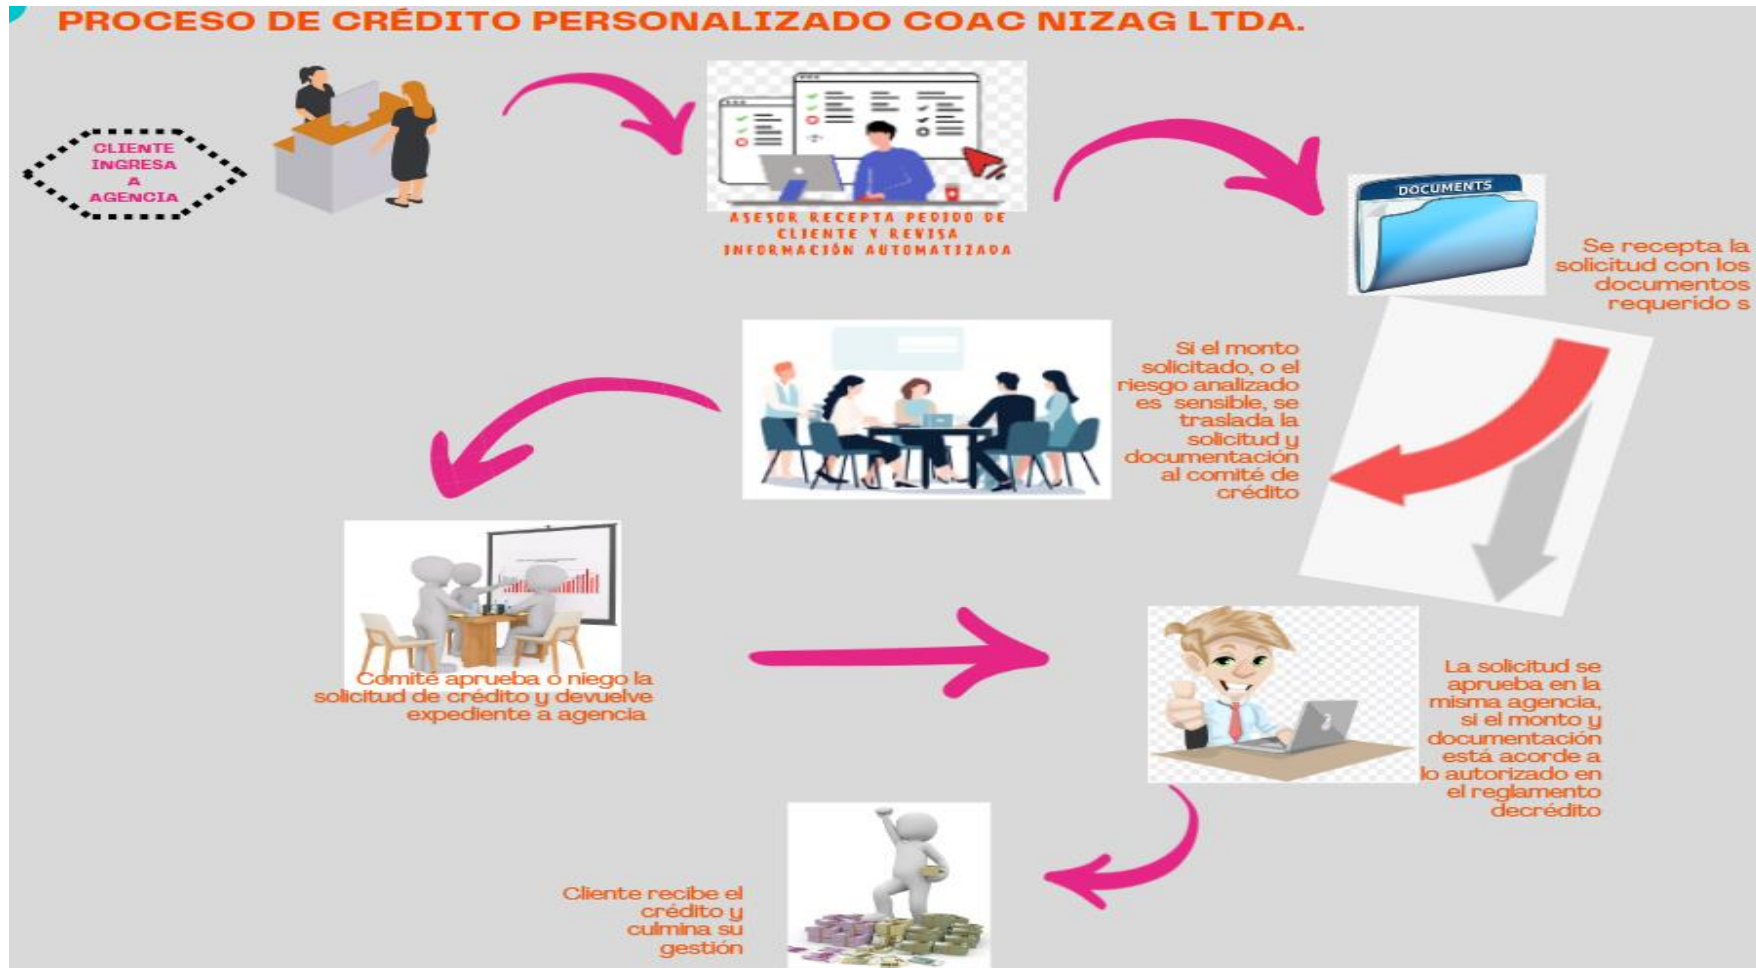 PROCESO DE CRÉDITO PERSONALIZADO COAC NIZAG LTDA.
CLIENTE
INGRESA
A
AGENCIA
ASESOR RECEPTA PEDIDO DE
CLIENTE Y REVISA
INFORMACIÓN AUTOMATIZADA
DOCUMENTS
Se recepta la
solicitud con los
documentos
requerido s
Si el monto
solicitado, o el
riesgo analizado
es sensible, se
traslada la
solicitud y
documentación
al comité de
crédito
Comité aprueba o niego la
solicitud de crédito y devuelve
expediente a agencia
La solicitud se
aprueba en la
misma agencia,
si el monto y
documentación
está acorde a
lo autorizado en
el reglamento
decrédito
Cliente recibe el
crédito y
culmina su
gestión